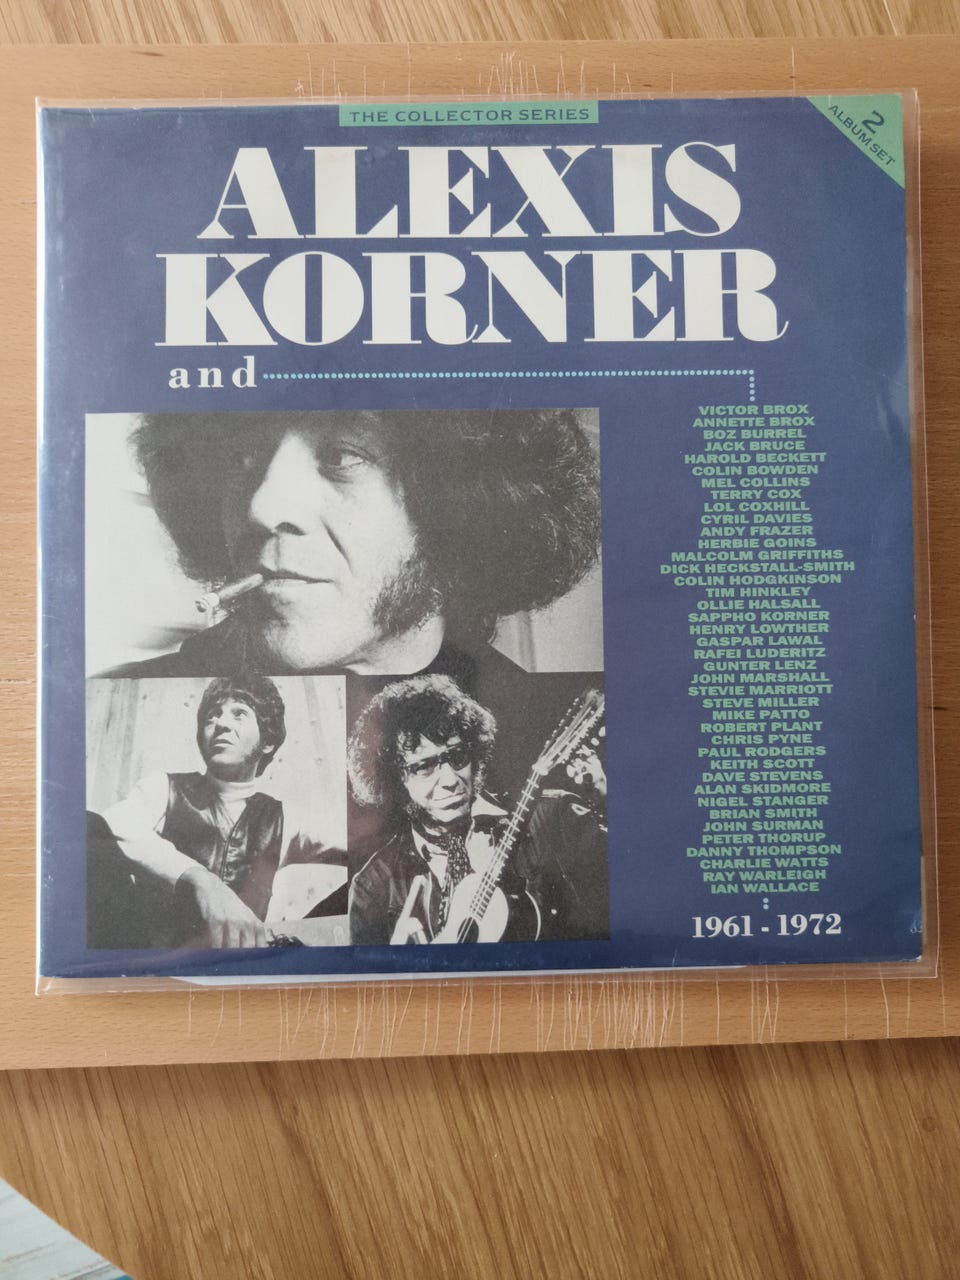 THE COLLECTOR SERIES
2
ALBUM SET
ALEXIS
KORNER
and
VICTOR BROX
ANNETTE BROX
BOZ BURREL
JACK BRUCE
HAROLD BECKETT
COLIN BOWDEN
MEL COLLINS
TERRY COX
LOL COXHILL
CYRIL DAVIES
ANDY FRAZER
HERBIE GOINS
MALCOLM GRIFFITHS
DICK HECKSTALL-SMITH
COLIN HODGKINSON
TIM HINKLEY
OLLIE HALSALL
SAPPHO KORNER
HENRY LOWTHER
GASPAR LAWAL
RAFEI LUDERITZ
GUNTER LENZ
JOHN MARSHALL
STEVIE MARRIOTT
STEVE MILLER
MIKE PATTO
ROBERT PLANT
CHRIS PYNE
PAUL RODGERS
KEITH SCOTT
DAVE STEVENS
ALAN SKIDMORE
NIGEL STANGER
BRIAN SMITH
JOHN SURMAN
PETER THORUP
DANNY THOMPSON
CHARLIE WATTS
RAY WARLEIGH
IAN WALLACE
1961 - 1972